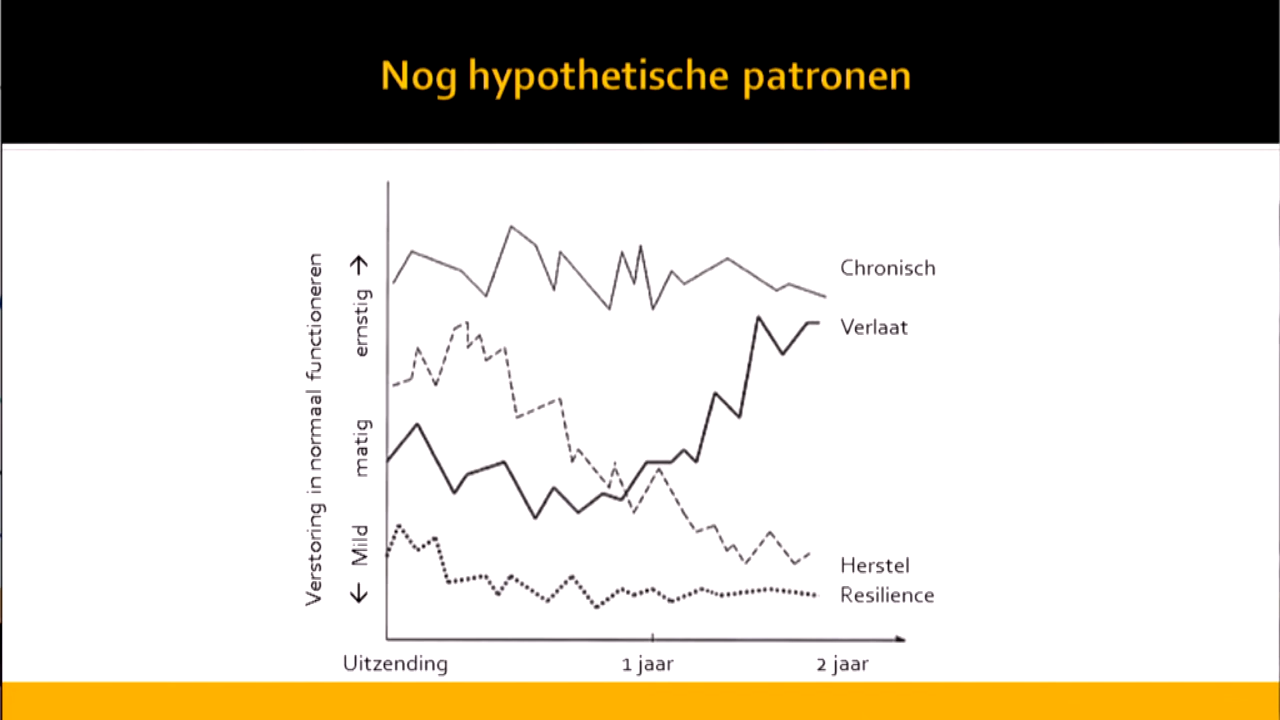 Nog hypothetische patronen
Verstoring in normaal functioneren
← Mild matig ernstig →
Chronisch
Verlaat
Herstel
Resilience
Uitzending 1 jaar 2 jaar